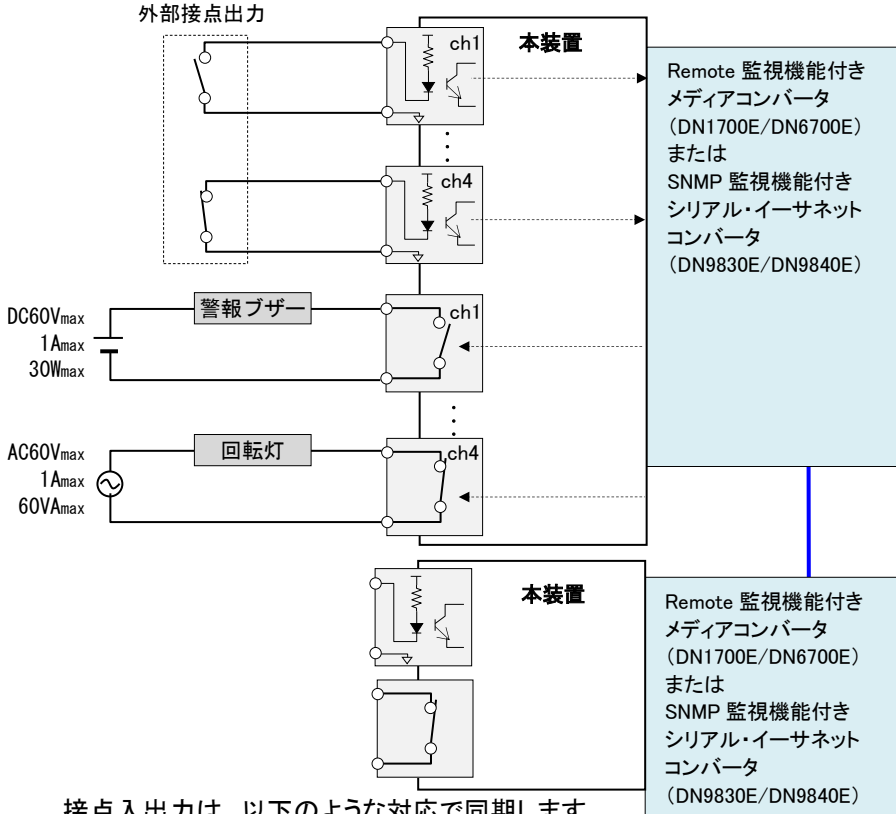 外部接点出力
ch1
本装置
Remote 監視機能付き
メディアコンバータ
(DN1700E/DN6700E)
または
SNMP 監視機能付き
シリアル・イーサネット
コンバータ
(DN9830E/DN9840E)
ch4
警報ブザー
ch1
DC60Vmax
1Amax
30Wmax
回転灯
ch4
AC60Vmax
1Amax
60VAmax
本装置
Remote 監視機能付き
メディアコンバータ
(DN1700E/DN6700E)
または
SNMP 監視機能付き
シリアル・イーサネット
コンバータ
(DN9830E/DN9840E)
接点入出力は、以下のような対応で同期します